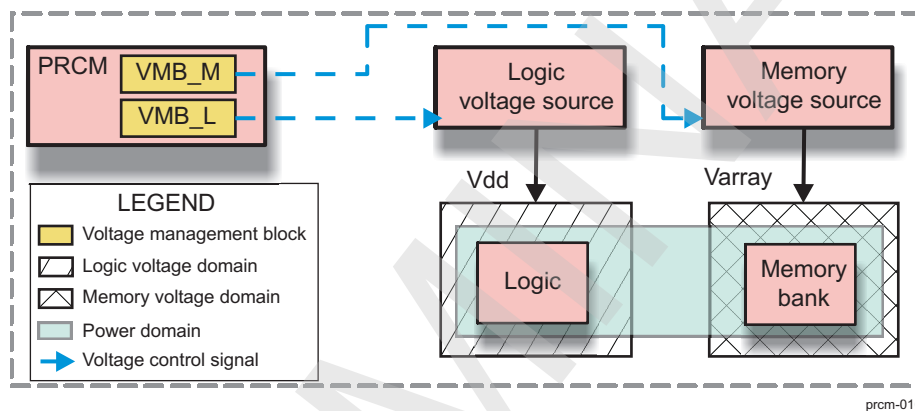 PRCM
VMB_M
VMB_L
Logic
voltage source
Memory
voltage source
Vdd
Varray
LEGEND
Voltage management block
Logic voltage domain
Memory voltage domain
Power domain
Voltage control signal
Logic
Memory
bank
prcm-01